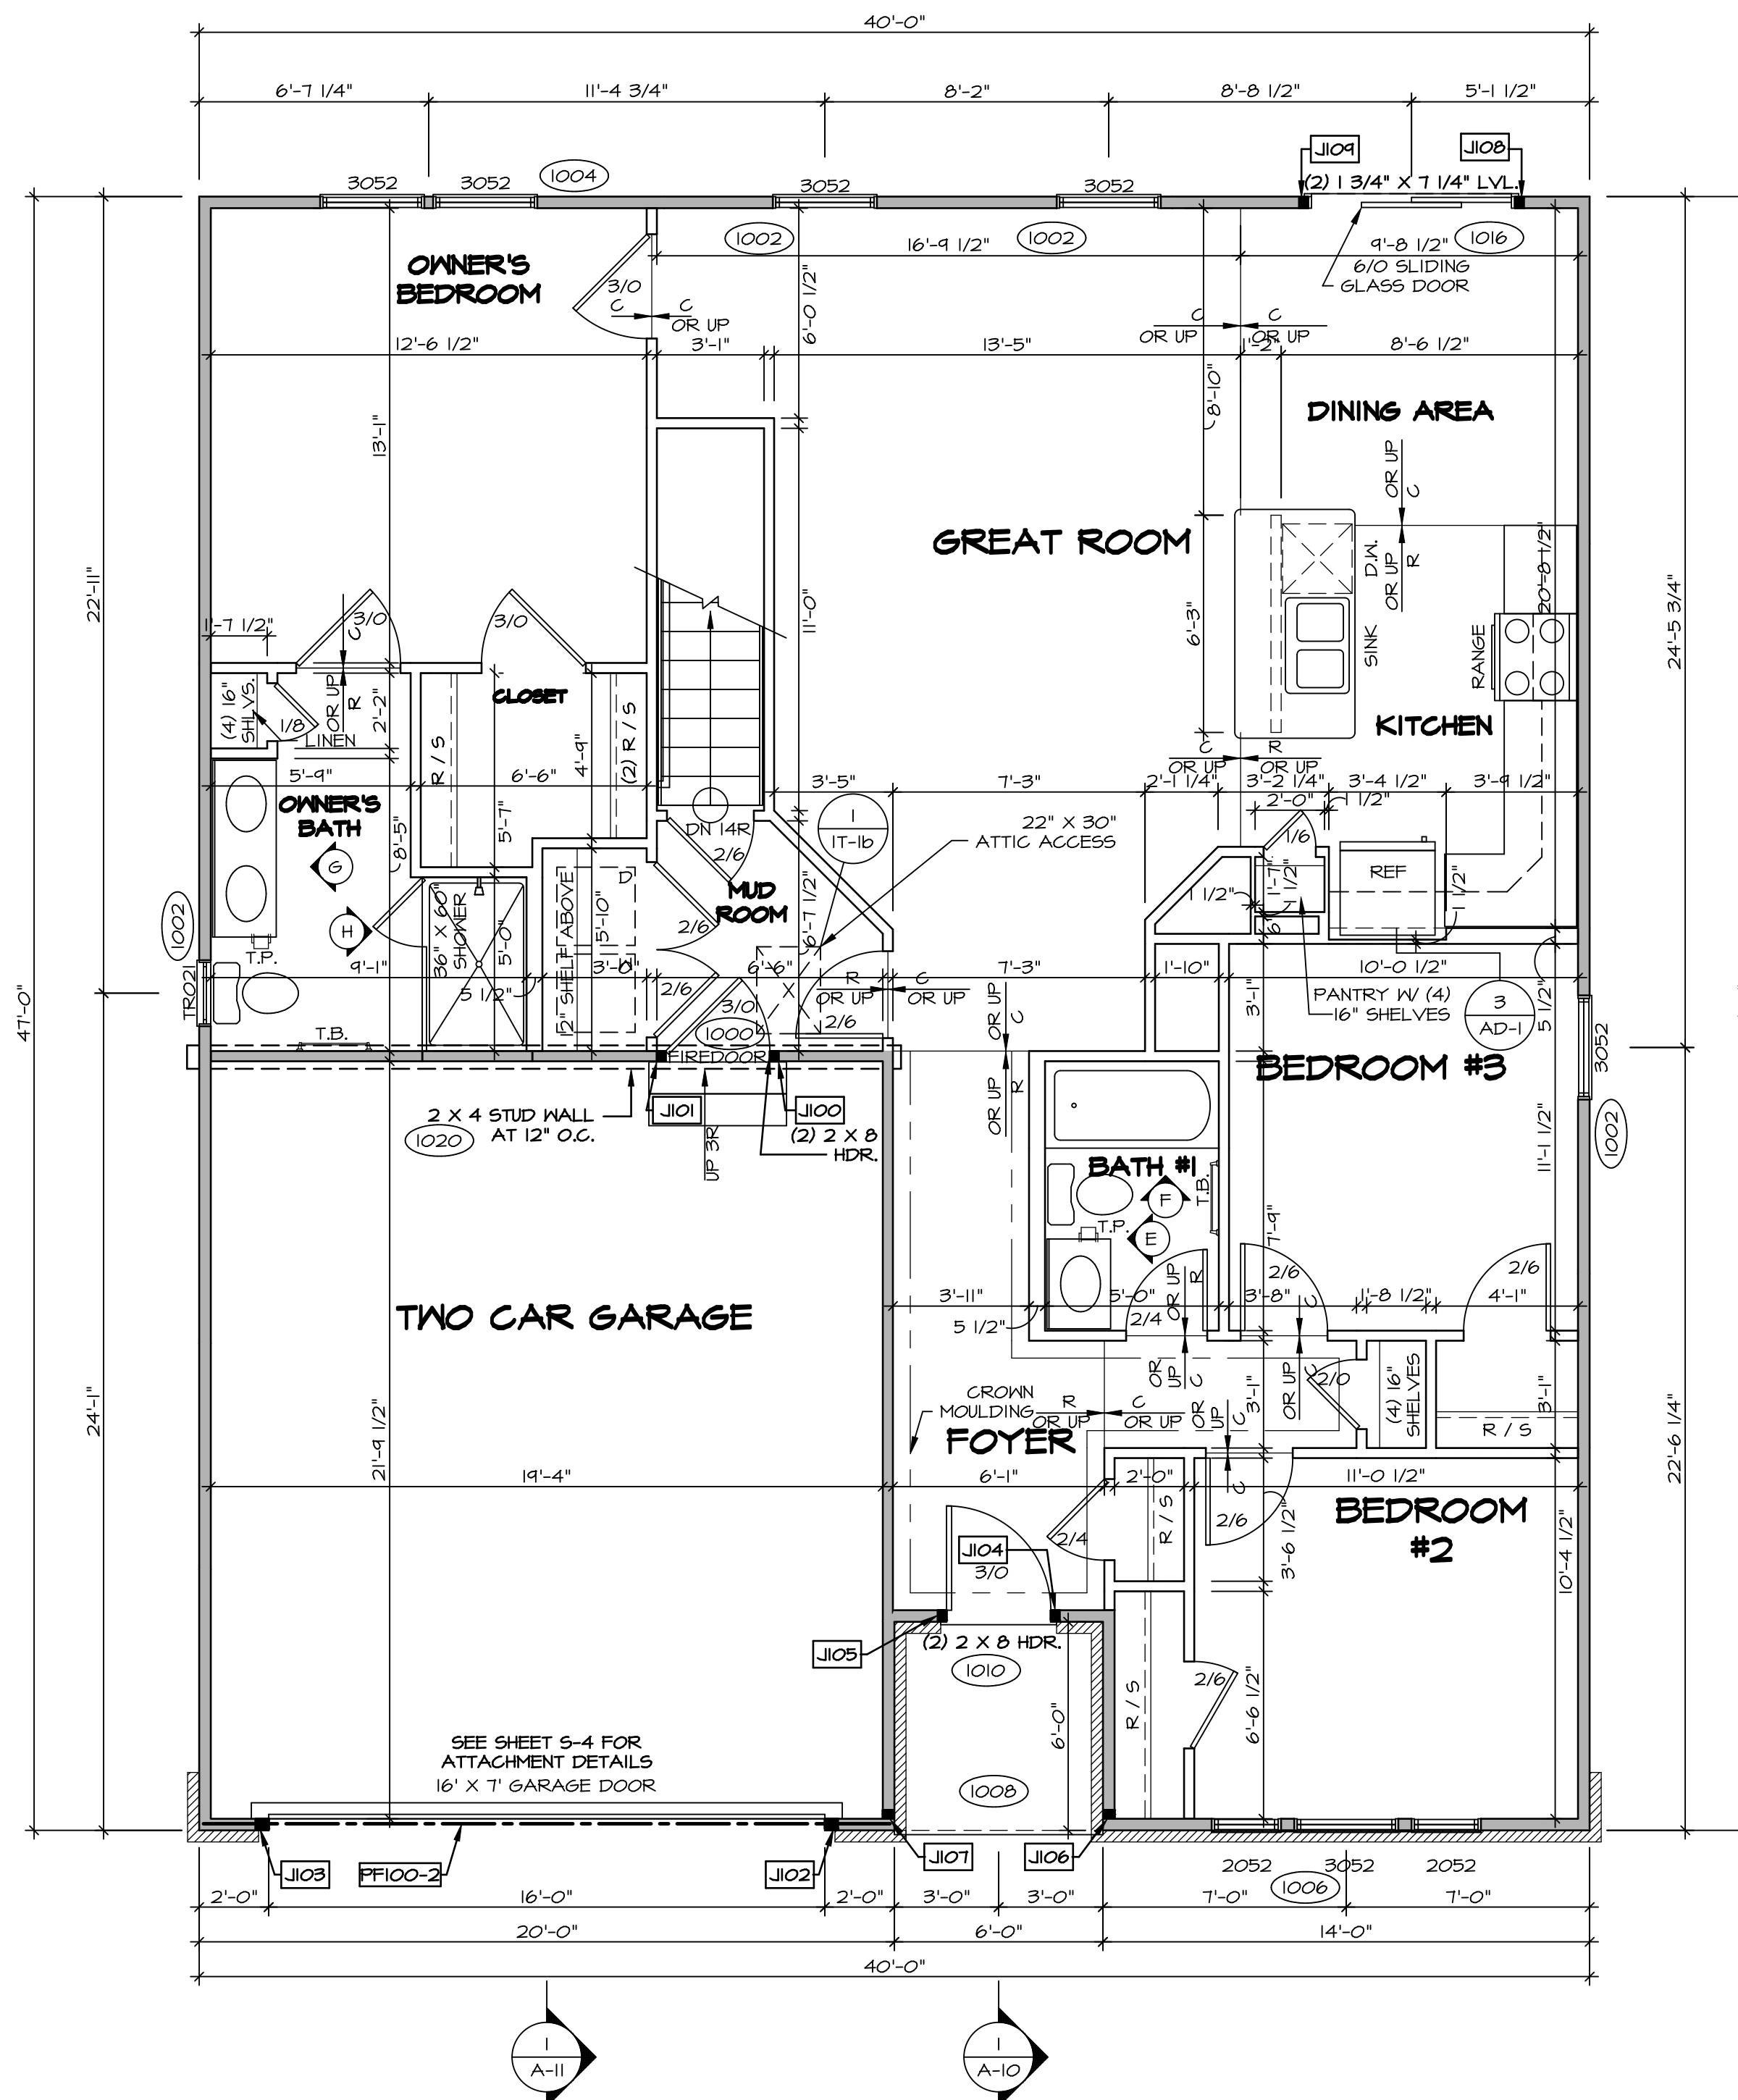 40'-0"
6'-7 1/4"
11'-4 3/4"
8'-2"
8'-8 1/2"
5'-1 1/2"
J109
J108
3052
3052
1004
3052
3052
(2) 1 3/4" X 7 1/4" LVL.
1002
1002
1016
16'-9 1/2"
9'-8 1/2"
OWNER'S
BEDROOM
6/0 SLIDING
GLASS DOOR
3/0
C
C
OR UP
6'-0 1/2"
C
C
OR UP
OR UP
12'-6 1/2"
3'-1"
13'-5"
1'-2"
8'-6 1/2"
8'-10"
DINING AREA
13'-1"
OR UP
C
GREAT ROOM
D.W.
OR UP
R
20'-8 1/2"
22'-11"
24'-5 3/4"
11'-0"
6'-3"
SINK
RANGE
1'-7 1/2"
3/0
C
3/0
CLOSET
(4) 16"
SHLVS.
1/8
OR UP
R
2'-2"
LINEN
R / S
4'-9"
(2) R / S
KITCHEN
C
R
OR UP
OR UP
5'-9"
6'-6"
3'-5"
7'-3"
2'-1 1/4"
3'-2 1/4"
3'-4 1/2"
3'-9 1/2"
2'-0"
1 1/2"
OWNER'S
BATH
8'-5"
5'-7"
DN 14R
2/6
1
IT-1b
22" X 30"
ATTIC ACCESS
1/6
G
REF
1 1/2"
1'-7
1/2"
1 1/2"
6"
MUD
ROOM
D
H
36" X 60"
SHOWER
5'-0"
12" SHELF ABOVE
5'-10"
2/6
6'-7 1/2"
1002
TR021
T.P.
9'-1"
5 1/2"
3'-0"
W
2/6
6'-6"
X
R
C
OR UP
OR UP
7'-3"
1'-10"
10'-0 1/2"
3'-1"
PANTRY W/ (4)
16" SHELVES
3
AD-1
5 1/2"
47'-0"
T.B.
3/0
1000
2/6
FIREDOOR
OR UP
C
OR UP
R
BEDROOM #3
3052
1002
2 X 4 STUD WALL
AT 12" O.C.
1020
J101
J100
(2) 2 X 8
HDR.
UP 3R
11'-1 1/2"
BATH #1
F
T.B.
T.P.
E
7'-9"
2/6
2/6
TWO CAR GARAGE
3'-11"
5'-0"
OR UP
R
3'-8"
1'-8 1/2"
4'-1"
5 1/2"
2/4
C
24'-1"
22'-6 1/4"
OR
UP
C
OR UP
C
2/0
(4) 16"
SHELVES
3'-1"
3'-1"
CROWN
MOULDING
R
C
OR UP
OR UP
OR
UP
C
R / S
FOYER
21'-9 1/2"
19'-4"
6'-1"
2'-0"
C
11'-0 1/2"
BEDROOM
#2
R / S
2/4
2/6
3'-6 1/2"
10'-4 1/2"
J104
3/0
J105
(2) 2 X 8 HDR.
1010
6'-0"
R / S
2/6
6'-6 1/2"
SEE SHEET S-4 FOR
ATTACHMENT DETAILS
16' X 7' GARAGE DOOR
1008
J103
PF100-2
J102
J107
J106
2052
3052
2052
1006
2'-0"
16'-0"
2'-0"
3'-0"
3'-0"
7'-0"
7'-0"
20'-0"
6'-0"
14'-0"
40'-0"
1
A-11
1
A-10